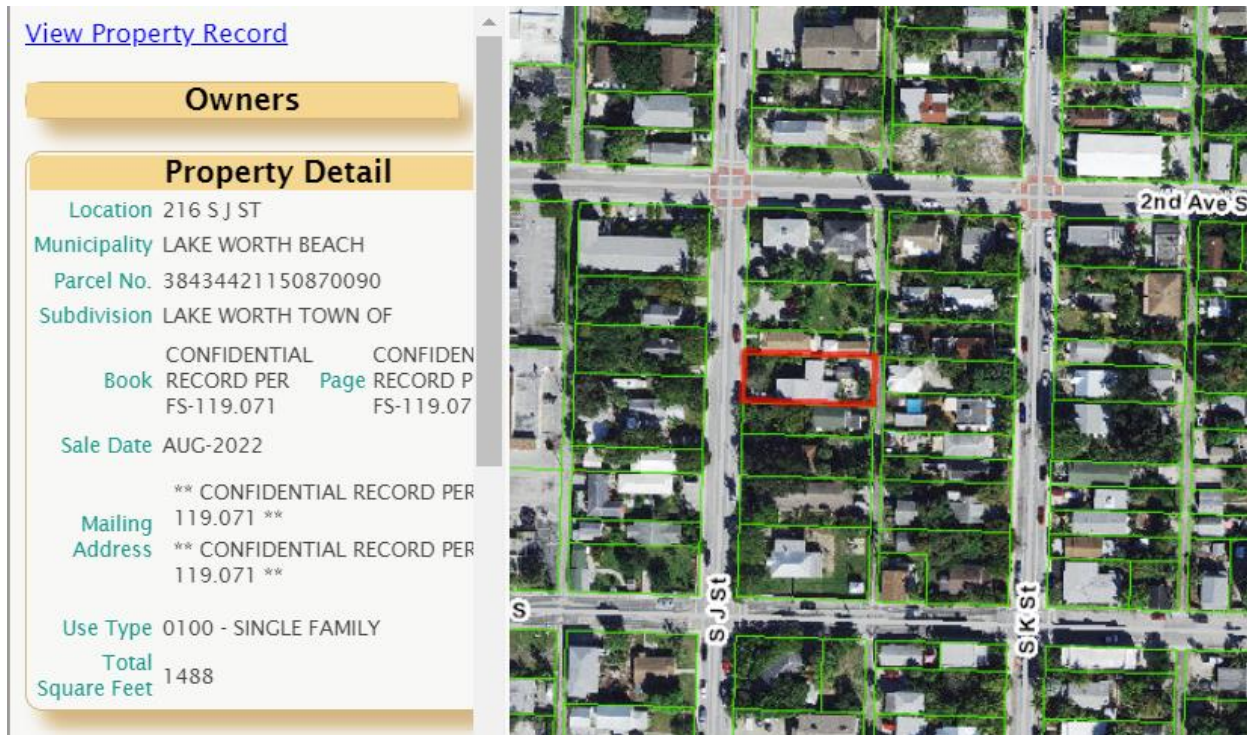 View Property Record
Owners
Property Detail
Location 216 S J ST
Municipality LAKE WORTH BEACH
Parcel No. 38434421150870090
Subdivision LAKE WORTH TOWN OF
CONFIDENTIAL CONFIDEN
Book RECORD PER Page RECORD P
FS-119.071 FS-119.07
Sale Date AUG-2022
** CONFIDENTIAL RECORD PER
Mailing 119.071 **
Address ** CONFIDENTIAL RECORD PER
119.071 **
Use Type 0100 - SINGLE FAMILY
Total
Square Feet 1488
2nd Ave S
S J St
S K St
S